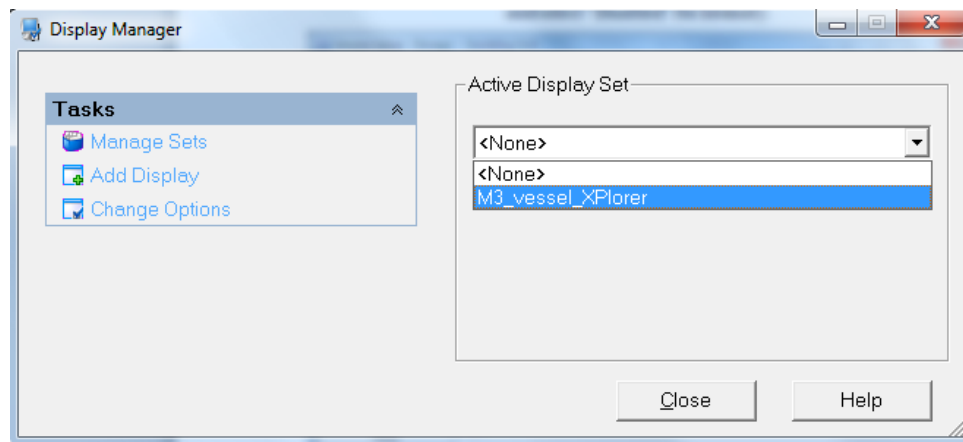 Display Manager
Tasks
Manage Sets
Add Display
Change Options
Active Display Set
<None>
<None>
M3_vessel_XPlorer
Close
Help